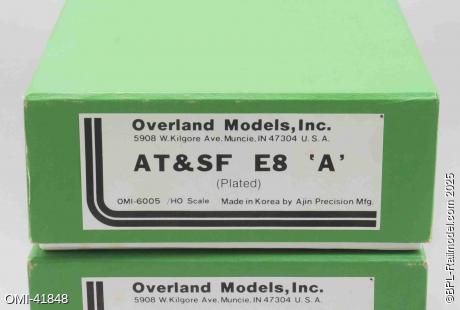 Overland Models, Inc.
5908 W. Kilgore Ave. Muncie, IN 47304 U.S.A.
AT&SF E8 'A'
(Plated)
OMI-6005 /HO Scale Made in Korea by Ajin Precision Mfg.
Overland Models, Inc.
5908 W. Kilgore Ave. Muncie, IN 47304 U.S.A.
OMI-41848
©BPL-Railmodel.com 2025